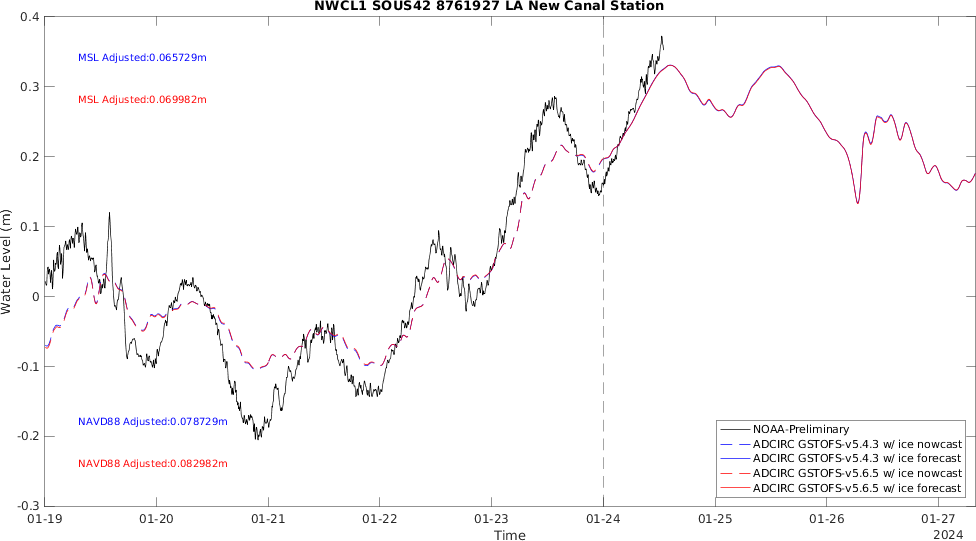 NWCL1 SOUS42 8761927 LA New Canal Station
0.4
0.3
0.2
0.1
0
-0.1
-0.2
-0.3
Water Level (m)
MSL Adjusted:0.065729m
MSL Adjusted:0.069982m
NAVD88 Adjusted:0.078729m
NAVD88 Adjusted:0.082982m
NOAA-Preliminary
ADCIRC GSTOFS-v5.4.3 w/ ice nowcast
ADCIRC GSTOFS-v5.4.3 w/ ice forecast
ADCIRC GSTOFS-v5.6.5 w/ ice nowcast
ADCIRC GSTOFS-v5.6.5 w/ ice forecast
01-19 01-20 01-21 01-22 01-23 01-24 01-25 01-26 01-27
Time
2024